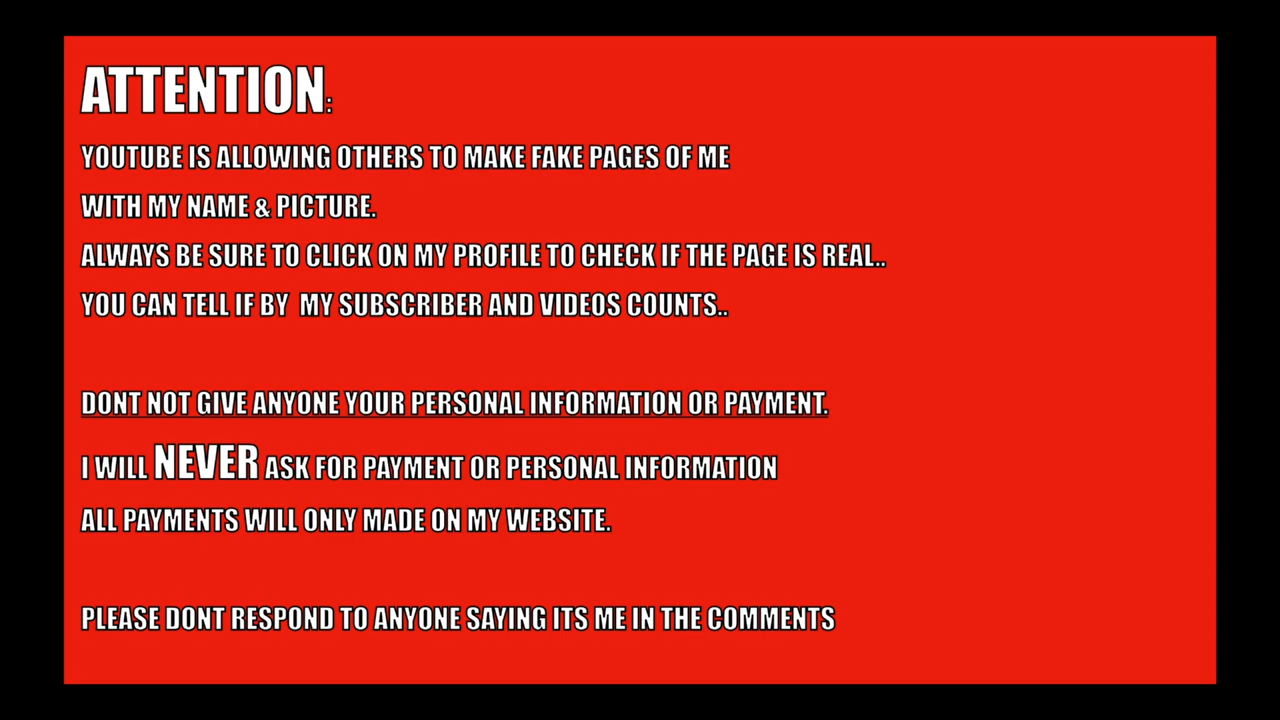 ATTENTION:
YOUTUBE IS ALLOWING OTHERS TO MAKE FAKE PAGES OF ME
WITH MY NAME & PICTURE.
ALWAYS BE SURE TO CLICK ON MY PROFILE TO CHECK IF THE PAGE IS REAL..
YOU CAN TELL IF BY  MY SUBSCRIBER AND VIDEOS COUNTS..
DONT NOT GIVE ANYONE YOUR PERSONAL INFORMATION OR PAYMENT.
I WILL NEVER ASK FOR PAYMENT OR PERSONAL INFORMATION
ALL PAYMENTS WILL ONLY MADE ON MY WEBSITE.
PLEASE DONT RESPOND TO ANYONE SAYING ITS ME IN THE COMMENTS